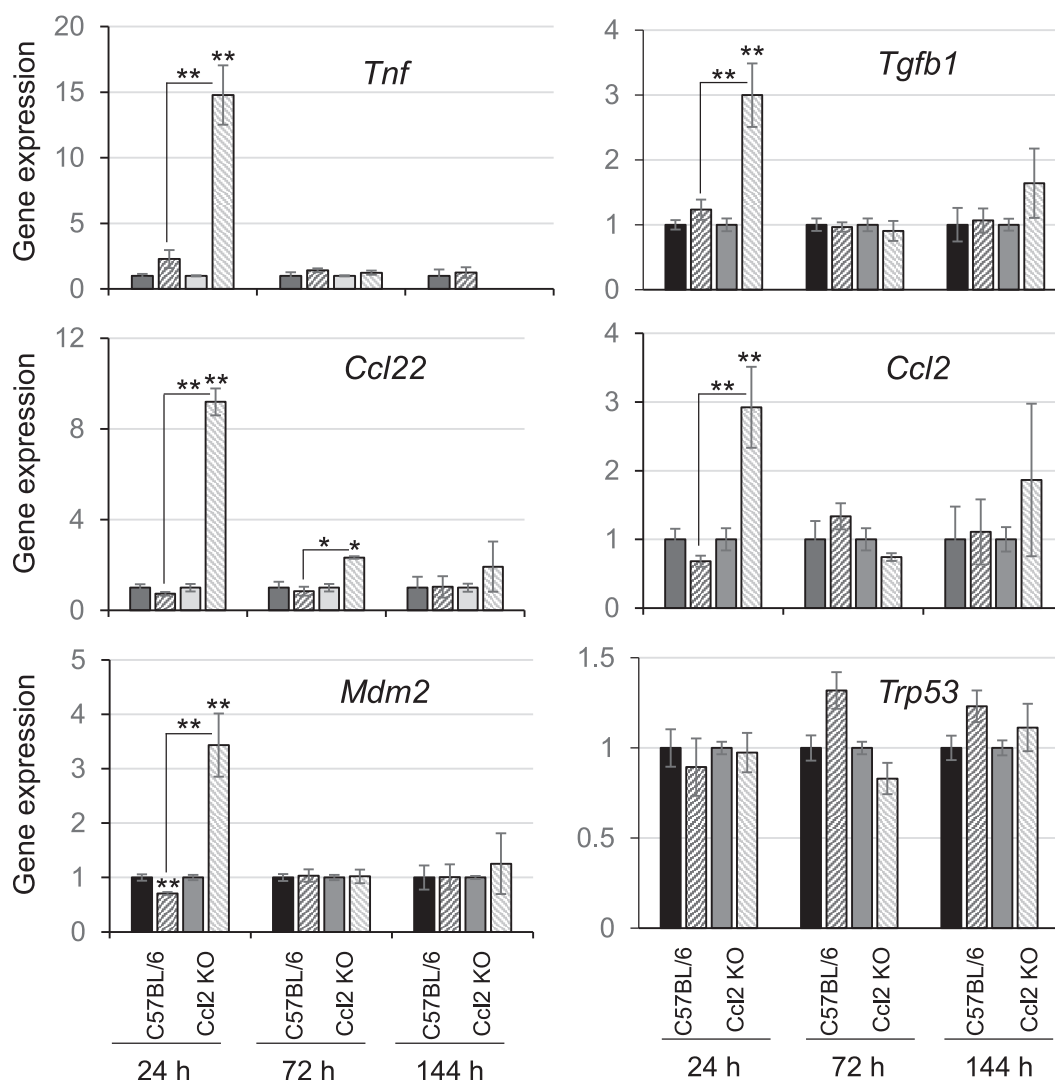 Gene expression
20
15
10
5
0
Tnf
**
**
4
3
2
1
0
Tgfb1
**
**
Gene expression
12
8
4
0
Ccl22
**
**
*
*
4
3
2
1
0
Ccl2
**
**
Gene expression
5
4
3
2
1
0
Mdm2
**
**
**
1.5
1
0.5
0
Trp53
C57BL/6
Ccl2 KO
C57BL/6
Ccl2 KO
C57BL/6
Ccl2 KO
24 h
72 h
144 h
C57BL/6
Ccl2 KO
C57BL/6
Ccl2 KO
C57BL/6
Ccl2 KO
24 h
72 h
144 h